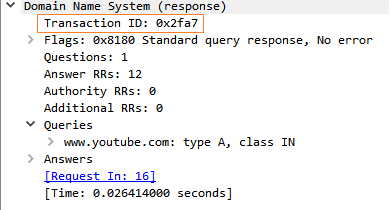 Domain Name System (response)
Transaction ID: 0x2fa7
Flags: 0x8180 Standard query response, No error
Questions: 1
Answer RRs: 12
Authority RRs: 0
Additional RRs: 0
Queries
www.youtube.com: type A, class IN
Answers
[Request In: 16]
[Time: 0.026414000 seconds]